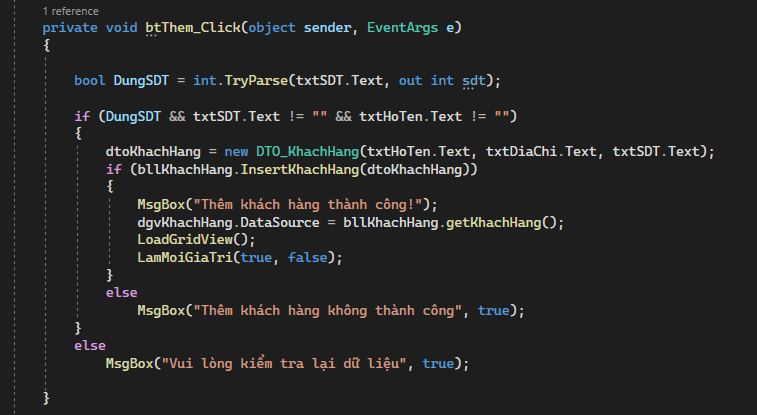 1 reference
private void btThem_Click(object sender, EventArgs e)
{
bool DungSDT = int.TryParse(txtSDT.Text, out int sdt);
if (DungSDT && txtSDT.Text != "" && txtHoTen.Text != "")
{
dtoKhachHang = new DTO_KhachHang(txtHoTen.Text, txtDiaChi.Text, txtSDT.Text);
if (bllKhachHang.InsertKhachHang(dtoKhachHang))
{
MsgBox("Thêm khách hàng thành công!");
dgvKhachHang.DataSource = bllKhachHang.getKhachHang();
LoadGridView();
LamMoiGiaTri(true, false);
}
else
MsgBox("Thêm khách hàng không thành công", true);
}
else
MsgBox("Vui lòng kiểm tra lại dữ liệu", true);
}